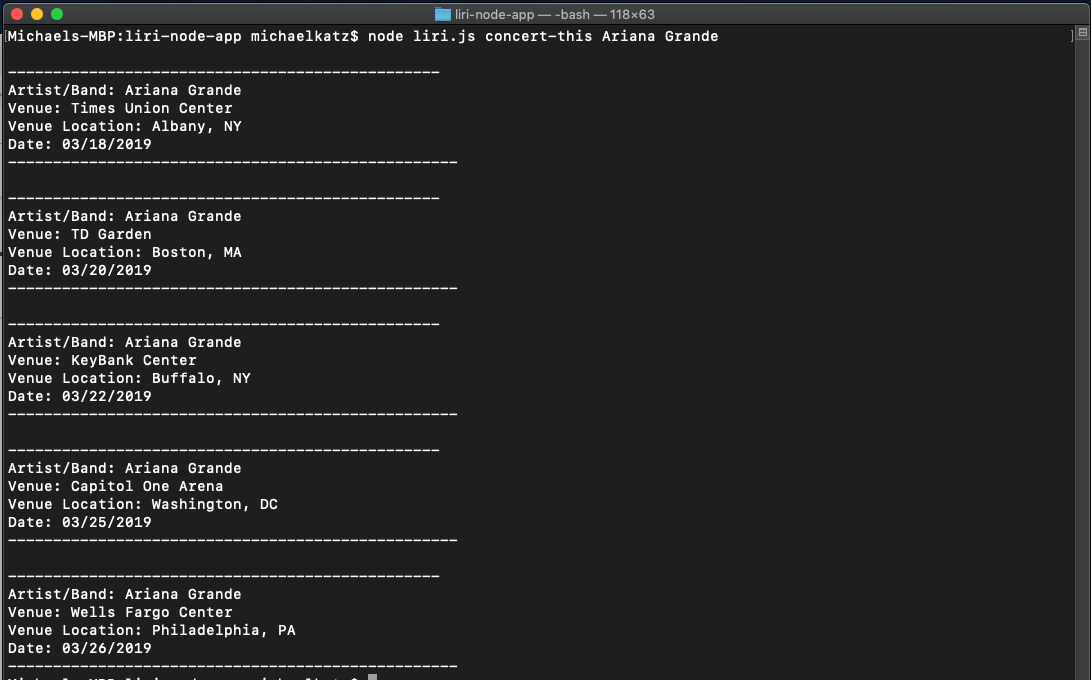 liri-node-app — -bash — 118×63
[Michaels-MBP:liri-node-app michaelkatz$ node liri.js concert-this Ariana Grande ]
------------------------------------------------
Artist/Band: Ariana Grande
Venue: Times Union Center
Venue Location: Albany, NY
Date: 03/18/2019
--------------------------------------------------
------------------------------------------------
Artist/Band: Ariana Grande
Venue: TD Garden
Venue Location: Boston, MA
Date: 03/20/2019
--------------------------------------------------
------------------------------------------------
Artist/Band: Ariana Grande
Venue: KeyBank Center
Venue Location: Buffalo, NY
Date: 03/22/2019
--------------------------------------------------
------------------------------------------------
Artist/Band: Ariana Grande
Venue: Capitol One Arena
Venue Location: Washington, DC
Date: 03/25/2019
--------------------------------------------------
------------------------------------------------
Artist/Band: Ariana Grande
Venue: Wells Fargo Center
Venue Location: Philadelphia, PA
Date: 03/26/2019
--------------------------------------------------